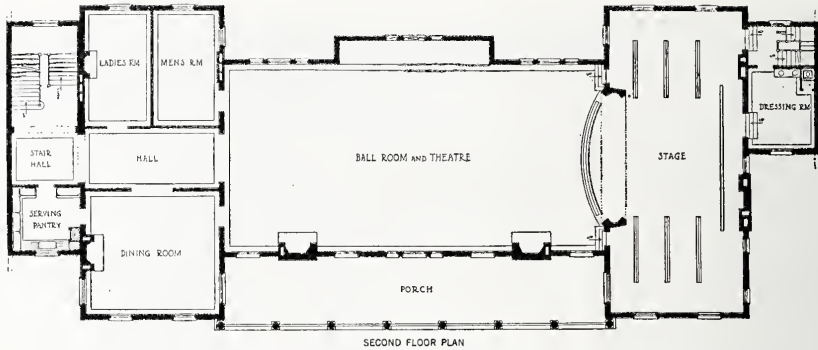 LADIES RM
MENS RM
DRESSING RM
STAIR
HALL
HALL
BALL ROOM AND THEATRE
STAGE
SERVING
PANTRY
DINING ROOM
PORCH
SECOND FLOOR PLAN